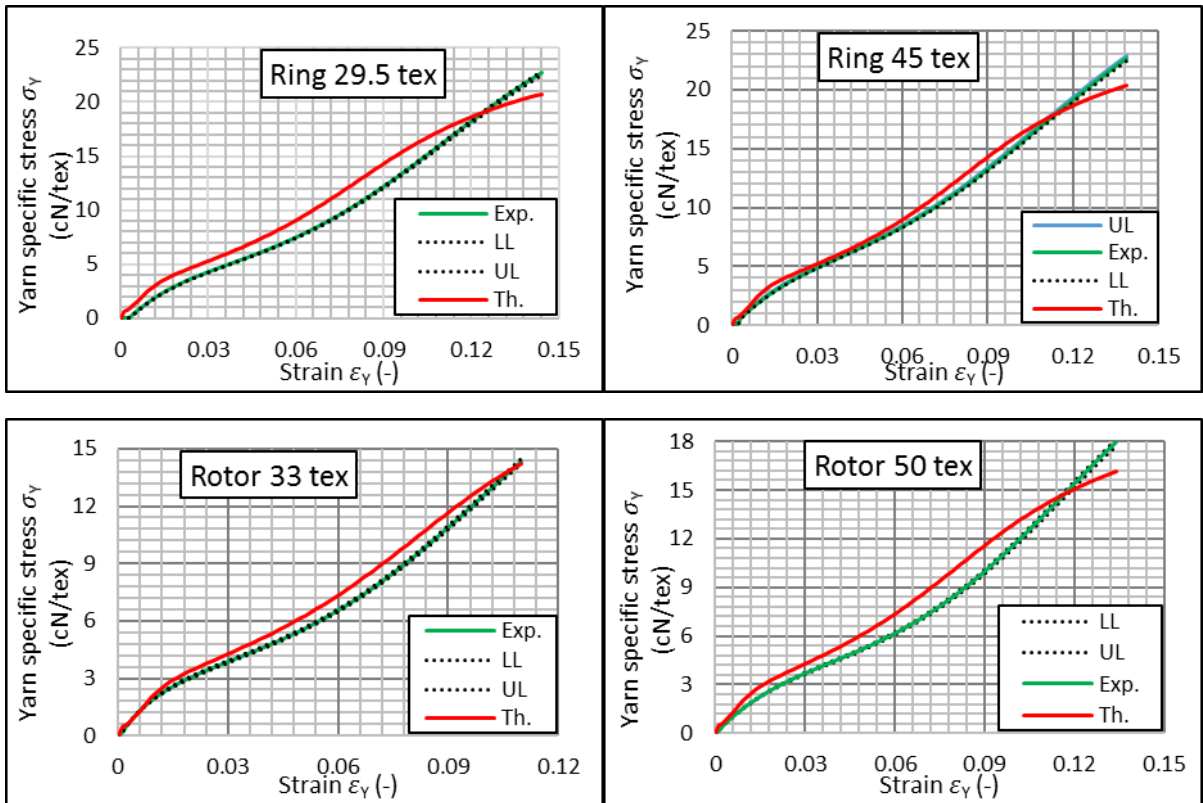 Ring 29.5 tex
Yarn specific stress σY
(cN/tex)
25
20
15
10
5
0
0 0.03 0.06 0.09 0.12 0.15
Strain εY (-)
Exp.
LL
UL
Th.
Ring 45 tex
Yarn specific stress σY
(cN/tex)
25
20
15
10
5
0
0 0.03 0.06 0.09 0.12 0.15
Strain εY (-)
UL
Exp.
LL
Th.
Rotor 33 tex
Yarn specific stress σY
(cN/tex)
15
12
9
6
3
0
0 0.03 0.06 0.09 0.12
Strain εY (-)
Exp.
LL
UL
Th.
Rotor 50 tex
Yarn specific stress σY
(cN/tex)
18
15
12
9
6
3
0
0 0.03 0.06 0.09 0.12 0.15
Strain εY (-)
LL
UL
Exp.
Th.